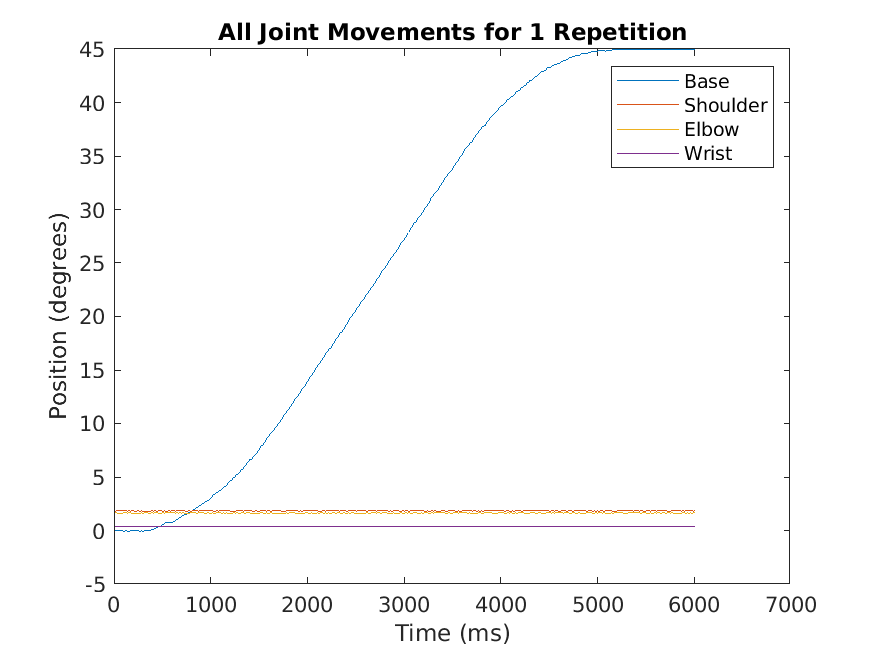 All Joint Movements for 1 Repetition
45
40
35
30
25
20
15
10
5
0
-5
Position (degrees)
Base
Shoulder
Elbow
Wrist
0 1000 2000 3000 4000 5000 6000 7000
Time (ms)